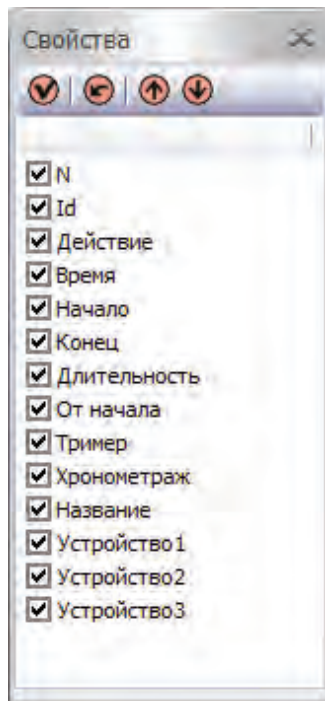 Свойства
N
Id
Действие
Время
Начало
Конец
Длительность
От начала
Тример
Хронометраж
Название
Устройство1
Устройство2
Устройство3